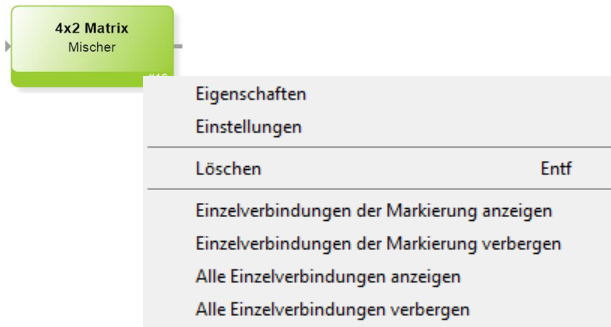 4x2 Matrix
Mischer
Eigenschaften
Einstellungen
Löschen Entf
Einzelverbindungen der Markierung anzeigen
Einzelverbindungen der Markierung verbergen
Alle Einzelverbindungen anzeigen
Alle Einzelverbindungen verbergen